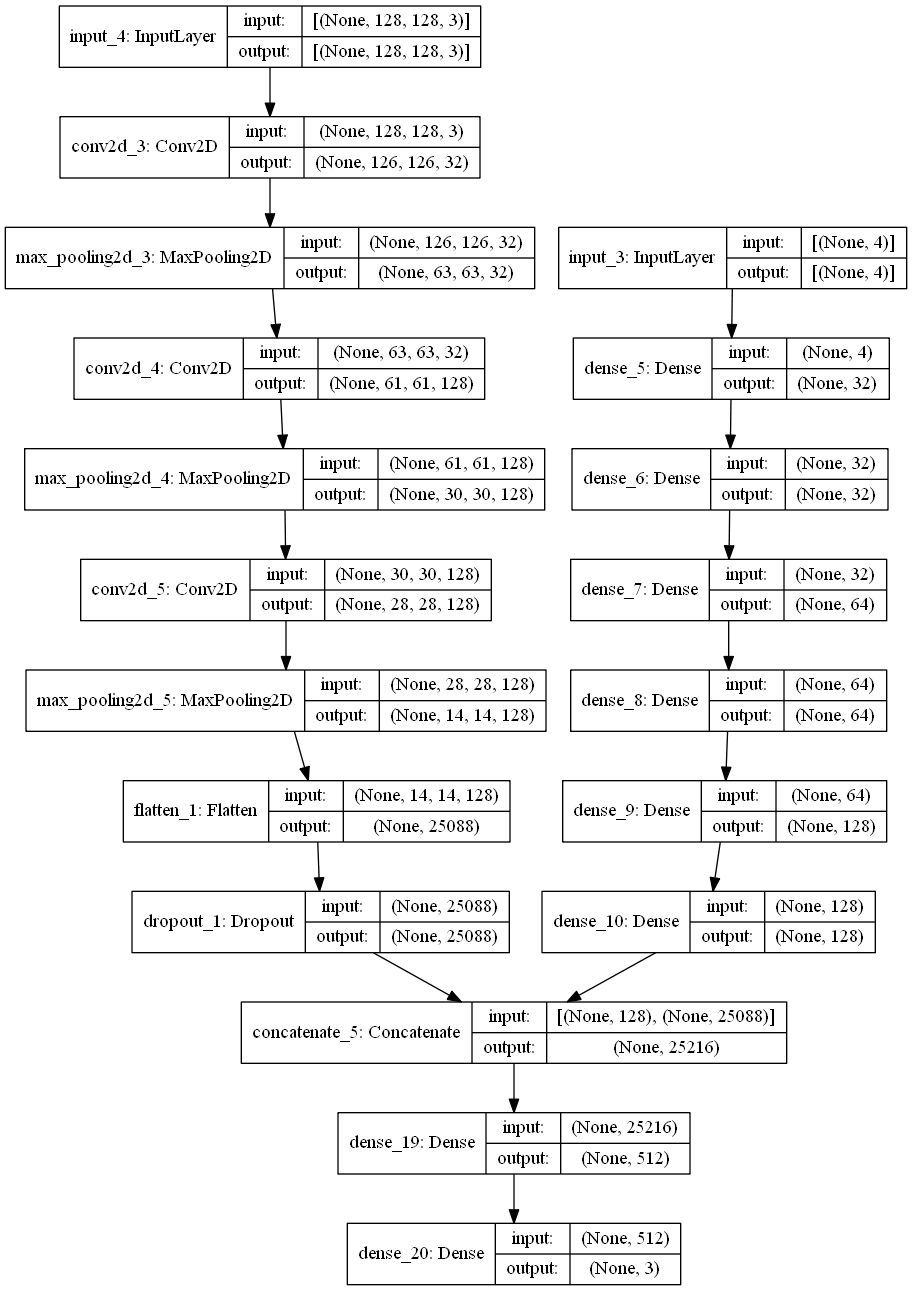 input_4: InputLayer
input: [(None, 128, 128, 3)]
output: [(None, 128, 128, 3)]
conv2d_3: Conv2D
input: (None, 128, 128, 3)
output: (None, 126, 126, 32)
max_pooling2d_3: MaxPooling2D
input: (None, 126, 126, 32)
output: (None, 63, 63, 32)
input_3: InputLayer
input: [(None, 4)]
output: [(None, 4)]
conv2d_4: Conv2D
input: (None, 63, 63, 32)
output: (None, 61, 61, 128)
dense_5: Dense
input: (None, 4)
output: (None, 32)
max_pooling2d_4: MaxPooling2D
input: (None, 61, 61, 128)
output: (None, 30, 30, 128)
dense_6: Dense
input: (None, 32)
output: (None, 32)
conv2d_5: Conv2D
input: (None, 30, 30, 128)
output: (None, 28, 28, 128)
dense_7: Dense
input: (None, 32)
output: (None, 64)
max_pooling2d_5: MaxPooling2D
input: (None, 28, 28, 128)
output: (None, 14, 14, 128)
dense_8: Dense
input: (None, 64)
output: (None, 64)
flatten_1: Flatten
input: (None, 14, 14, 128)
output: (None, 25088)
dense_9: Dense
input: (None, 64)
output: (None, 128)
dropout_1: Dropout
input: (None, 25088)
output: (None, 25088)
dense_10: Dense
input: (None, 128)
output: (None, 128)
concatenate_5: Concatenate
input: [(None, 128), (None, 25088)]
output: (None, 25216)
dense_19: Dense
input: (None, 25216)
output: (None, 512)
dense_20: Dense
input: (None, 512)
output: (None, 3)